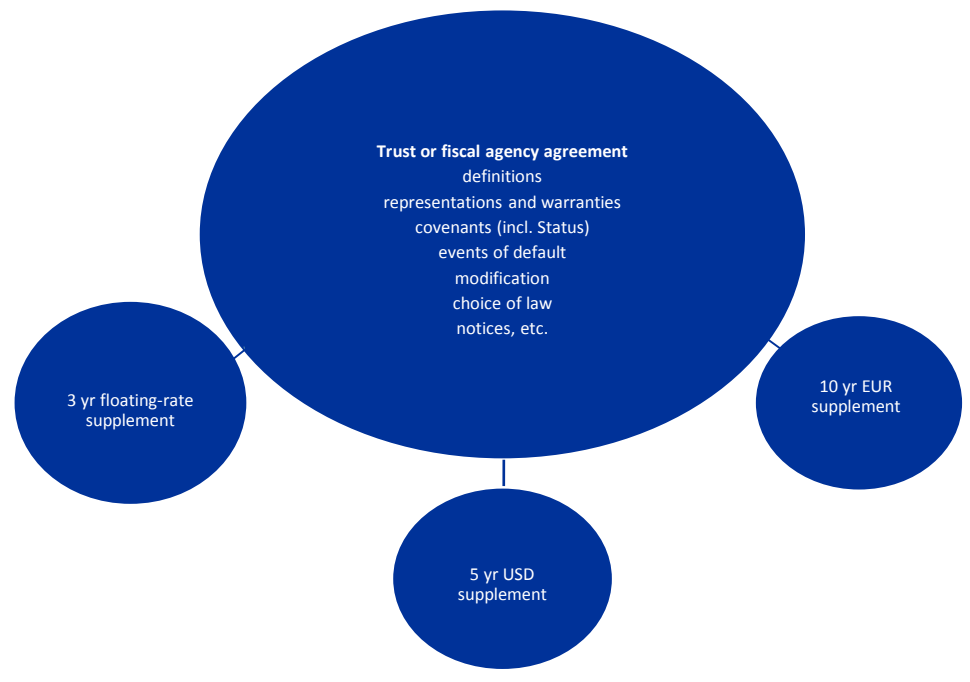 Trust or fiscal agency agreement
definitions
representations and warranties
covenants (incl. Status)
events of default
modification
choice of law
notices, etc.
3 yr floating-rate
supplement
10 yr EUR
supplement
5 yr USD
supplement